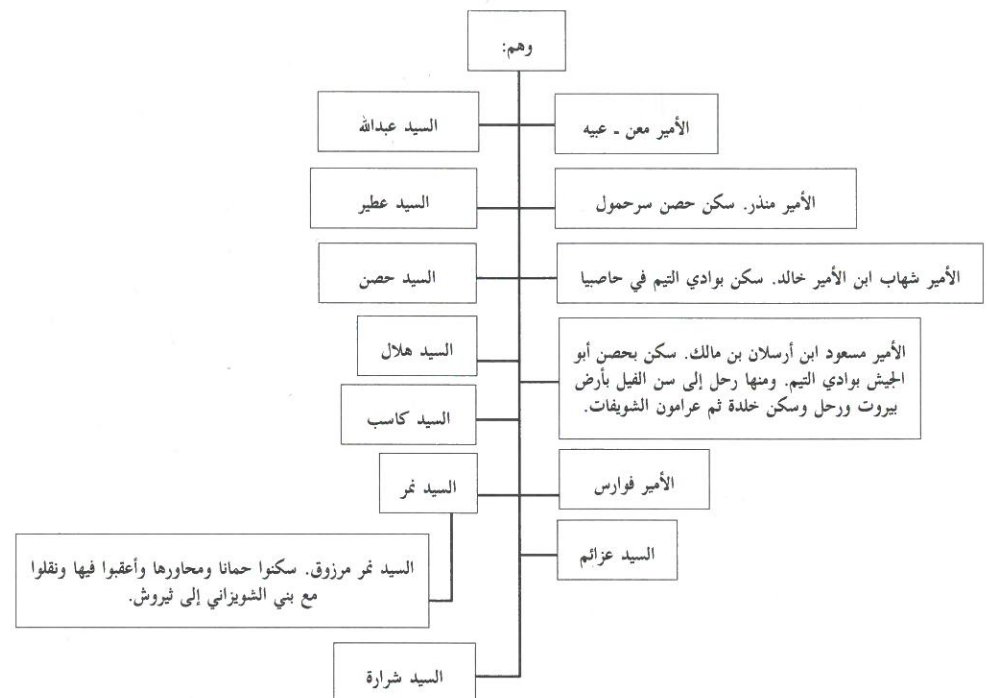 وهم:
الأمير معن ـ عبيه
السيد عبدالله
الأمير منذر. سكن حصن سرحمول
السيد عطير
الأمير شهاب ابن الأمير خالد. سكن بوادي التيم في حاصبيا
السيد حصن
الأمير مسعود ابن أرسلان بن مالك. سكن بحصن أبو
الجيش بوادي التيم. ومنها رحل إلى سن الفيل بأرض
بيروت ورحل وسكن خلدة ثم عرامون الشويفات.
السيد هلال
السيد كاسب
الأمير فوارس
السيد نمر
السيد عزائم
السيد نمر مرزوق. سكنوا حمانا ومحاورها وأعقبوا فيها ونقلوا
مع بني الشويزاني إلى ثيروش.
السيد شرارة